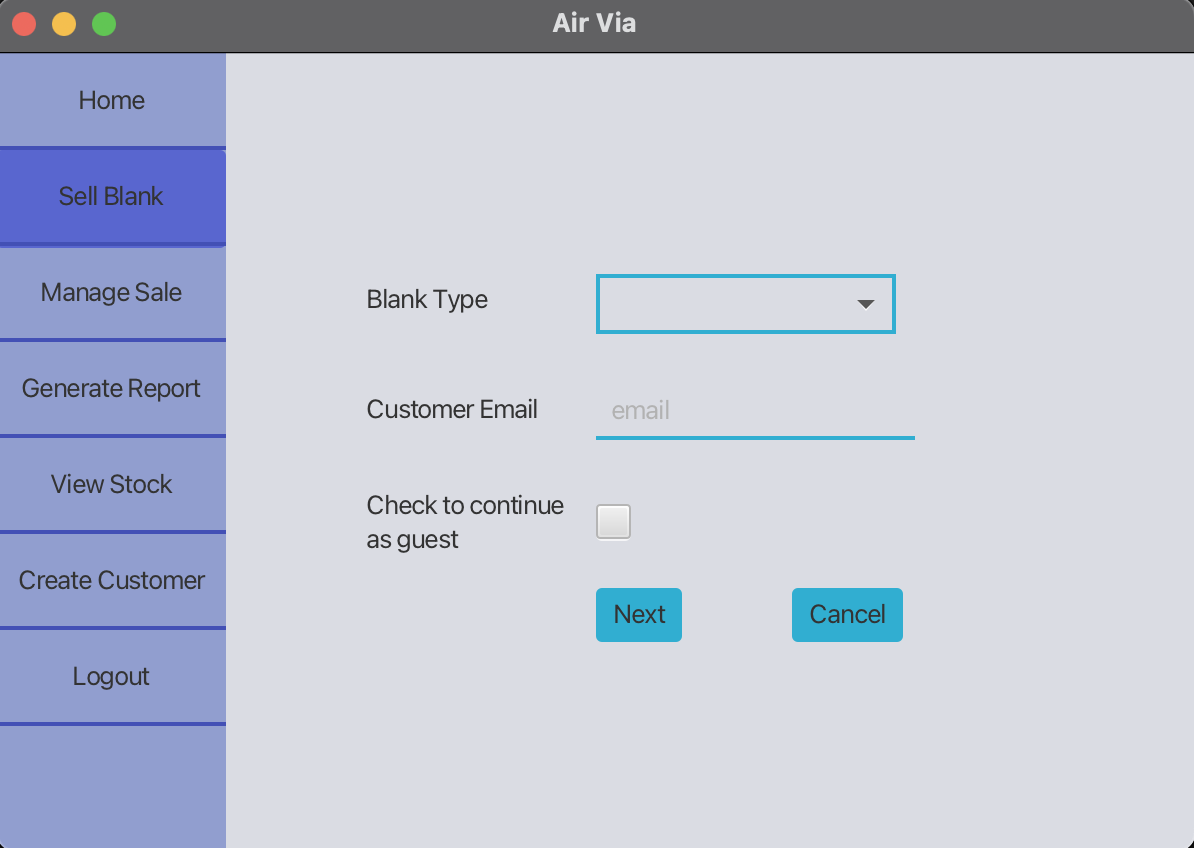 Air Via
Home
Sell Blank
Manage Sale
Generate Report
View Stock
Create Customer
Logout
Blank Type
Customer Email
email
Check to continue
as guest
Next
Cancel